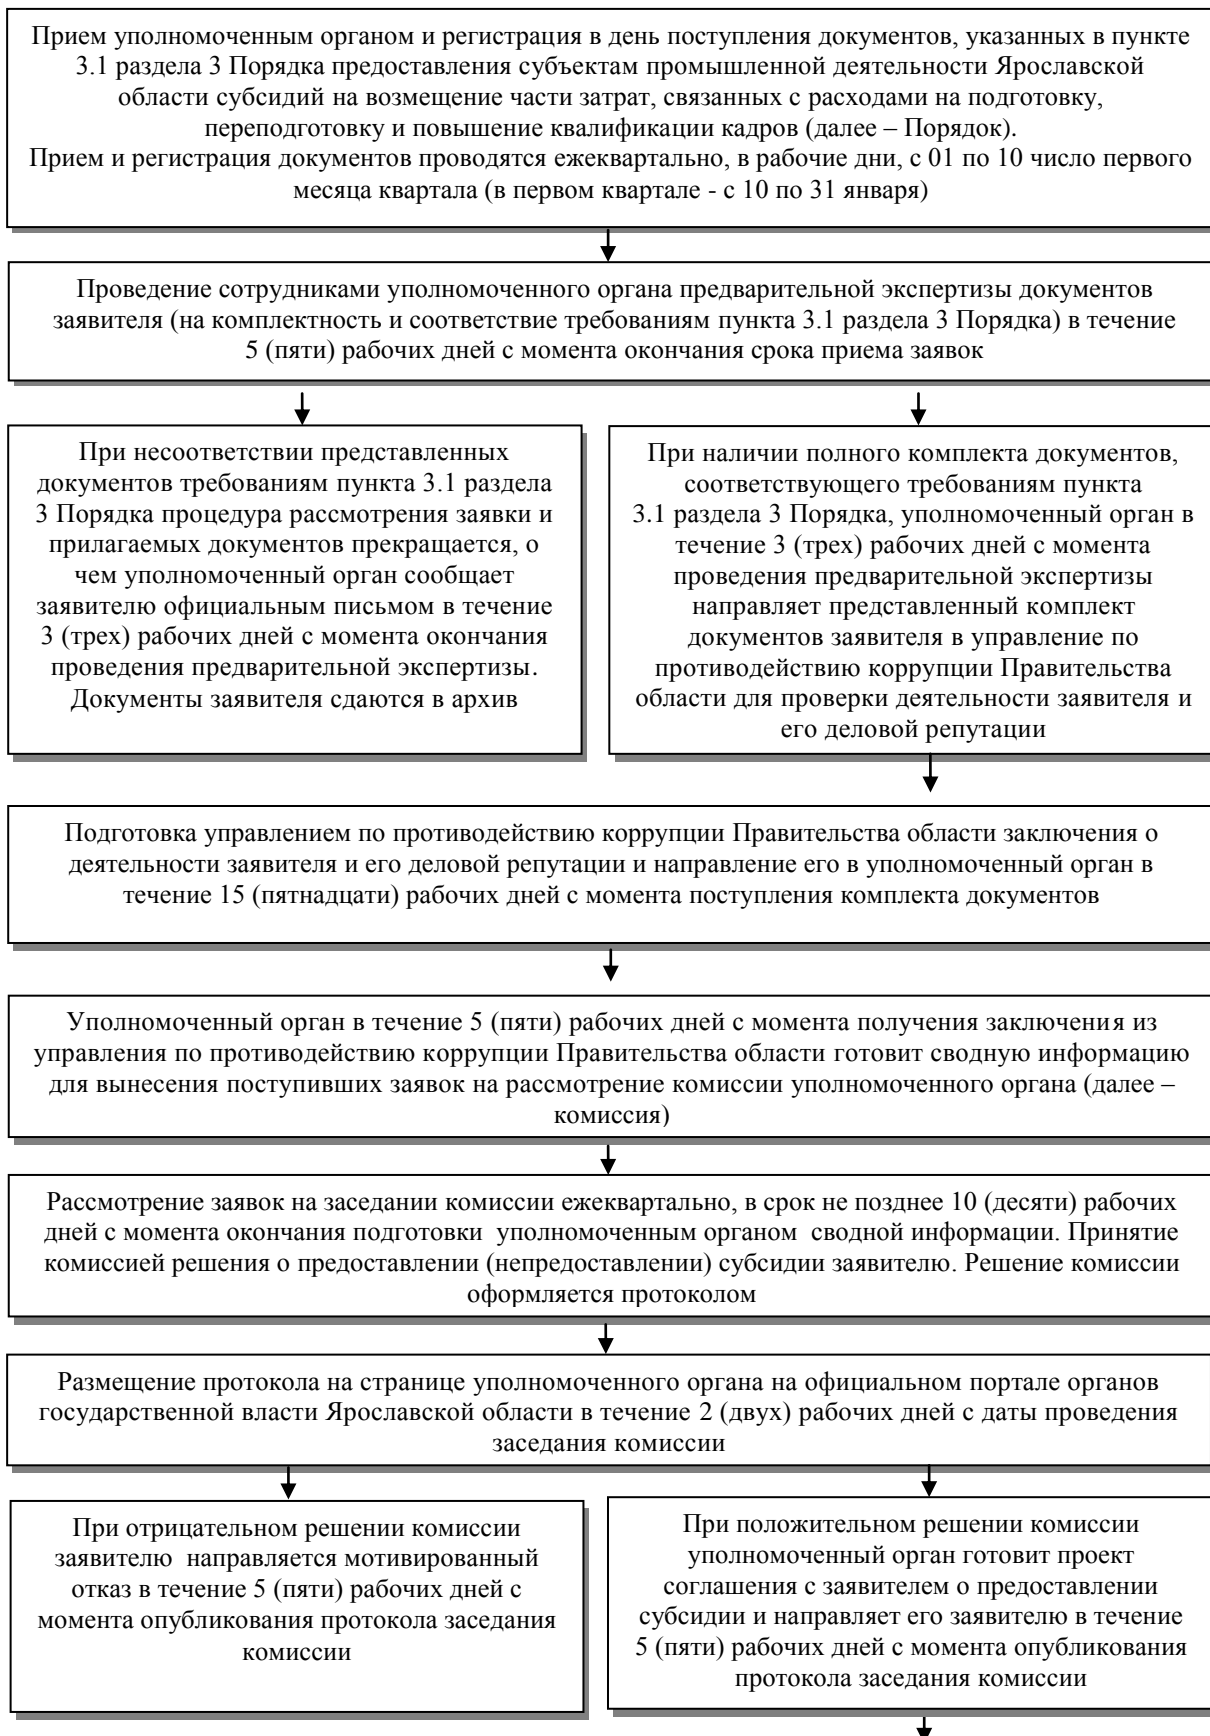 Прием уполномоченным органом и регистрация в день поступления документов, указанных в пункте
3.1 раздела 3 Порядка предоставления субъектам промышленной деятельности Ярославской
области субсидий на возмещение части затрат, связанных с расходами на подготовку,
переподготовку и повышение квалификации кадров (далее – Порядок).
Прием и регистрация документов проводятся ежеквартально, в рабочие дни, с 01 по 10 число первого
месяца квартала (в первом квартале - с 10 по 31 января)
Проведение сотрудниками уполномоченного органа предварительной экспертизы документов
заявителя (на комплектность и соответствие требованиям пункта 3.1 раздела 3 Порядка) в течение
5 (пяти) рабочих дней с момента окончания срока приема заявок
При несоответствии представленных
документов требованиям пункта 3.1 раздела
3 Порядка процедура рассмотрения заявки и
прилагаемых документов прекращается, о
чем уполномоченный орган сообщает
заявителю официальным письмом в течение
3 (трех) рабочих дней с момента окончания
проведения предварительной экспертизы.
Документы заявителя сдаются в архив
При наличии полного комплекта документов,
соответствующего требованиям пункта
3.1 раздела 3 Порядка, уполномоченный орган в
течение 3 (трех) рабочих дней с момента
проведения предварительной экспертизы
направляет представленный комплект
документов заявителя в управление по
противодействию коррупции Правительства
области для проверки деятельности заявителя и
его деловой репутации
Подготовка управлением по противодействию коррупции Правительства области заключения о
деятельности заявителя и его деловой репутации и направление его в уполномоченный орган в
течение 15 (пятнадцати) рабочих дней с момента поступления комплекта документов
Уполномоченный орган в течение 5 (пяти) рабочих дней с момента получения заключения из
управления по противодействию коррупции Правительства области готовит сводную информацию
для вынесения поступивших заявок на рассмотрение комиссии уполномоченного органа (далее –
комиссия)
Рассмотрение заявок на заседании комиссии ежеквартально, в срок не позднее 10 (десяти) рабочих
дней с момента окончания подготовки уполномоченным органом сводной информации. Принятие
комиссией решения о предоставлении (непредоставлении) субсидии заявителю. Решение комиссии
оформляется протоколом
Размещение протокола на странице уполномоченного органа на официальном портале органов
государственной власти Ярославской области в течение 2 (двух) рабочих дней с даты проведения
заседания комиссии
При отрицательном решении комиссии
заявителю направляется мотивированный
отказ в течение 5 (пяти) рабочих дней с
момента опубликования протокола заседания
комиссии
При положительном решении комиссии
уполномоченный орган готовит проект
соглашения с заявителем о предоставлении
субсидии и направляет его заявителю в течение
5 (пяти) рабочих дней с момента опубликования
протокола заседания комиссии